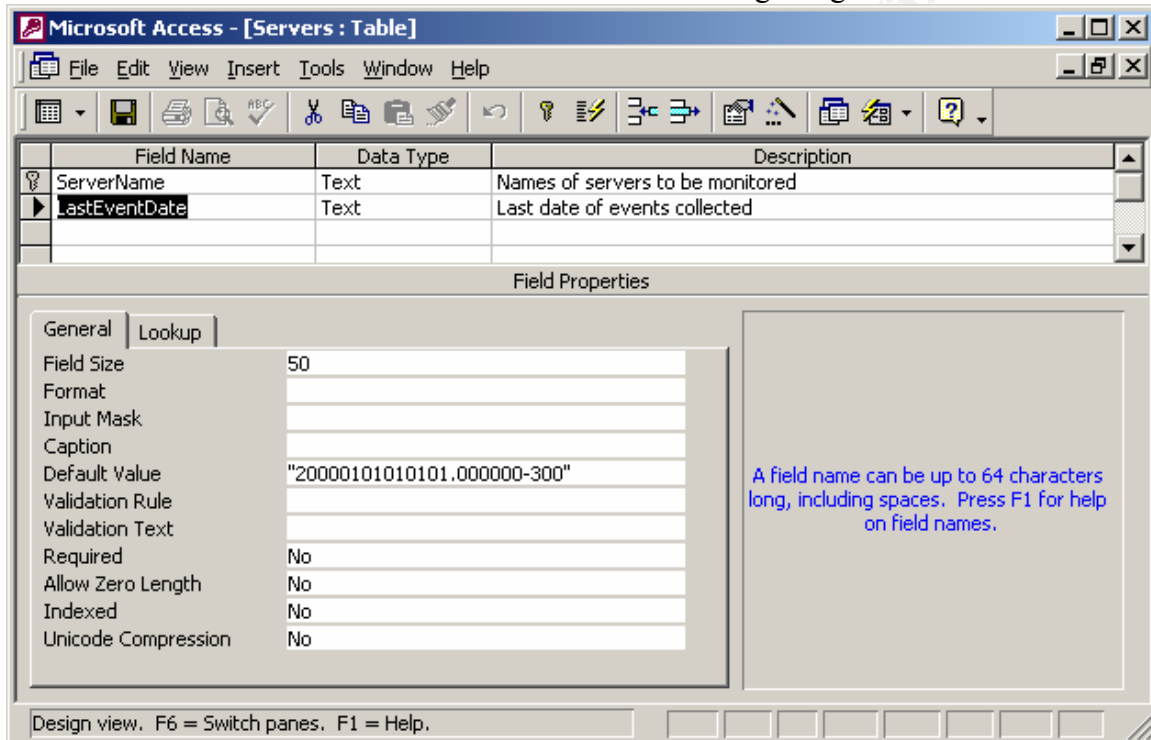 Microsoft Access - [Servers : Table]
File Edit View Insert Tools Window Help
Field Name Data Type Description
ServerName Text Names of servers to be monitored
LastEventDate Text Last date of events collected
Field Properties
General Lookup
Field Size 50
Format
Input Mask
Caption
Default Value "20000101010101.000000-300"
Validation Rule
Validation Text
Required No
Allow Zero Length No
Indexed No
Unicode Compression No
A field name can be up to 64 characters
long, including spaces. Press F1 for help
on field names.
Design view. F6 = Switch panes. F1 = Help.